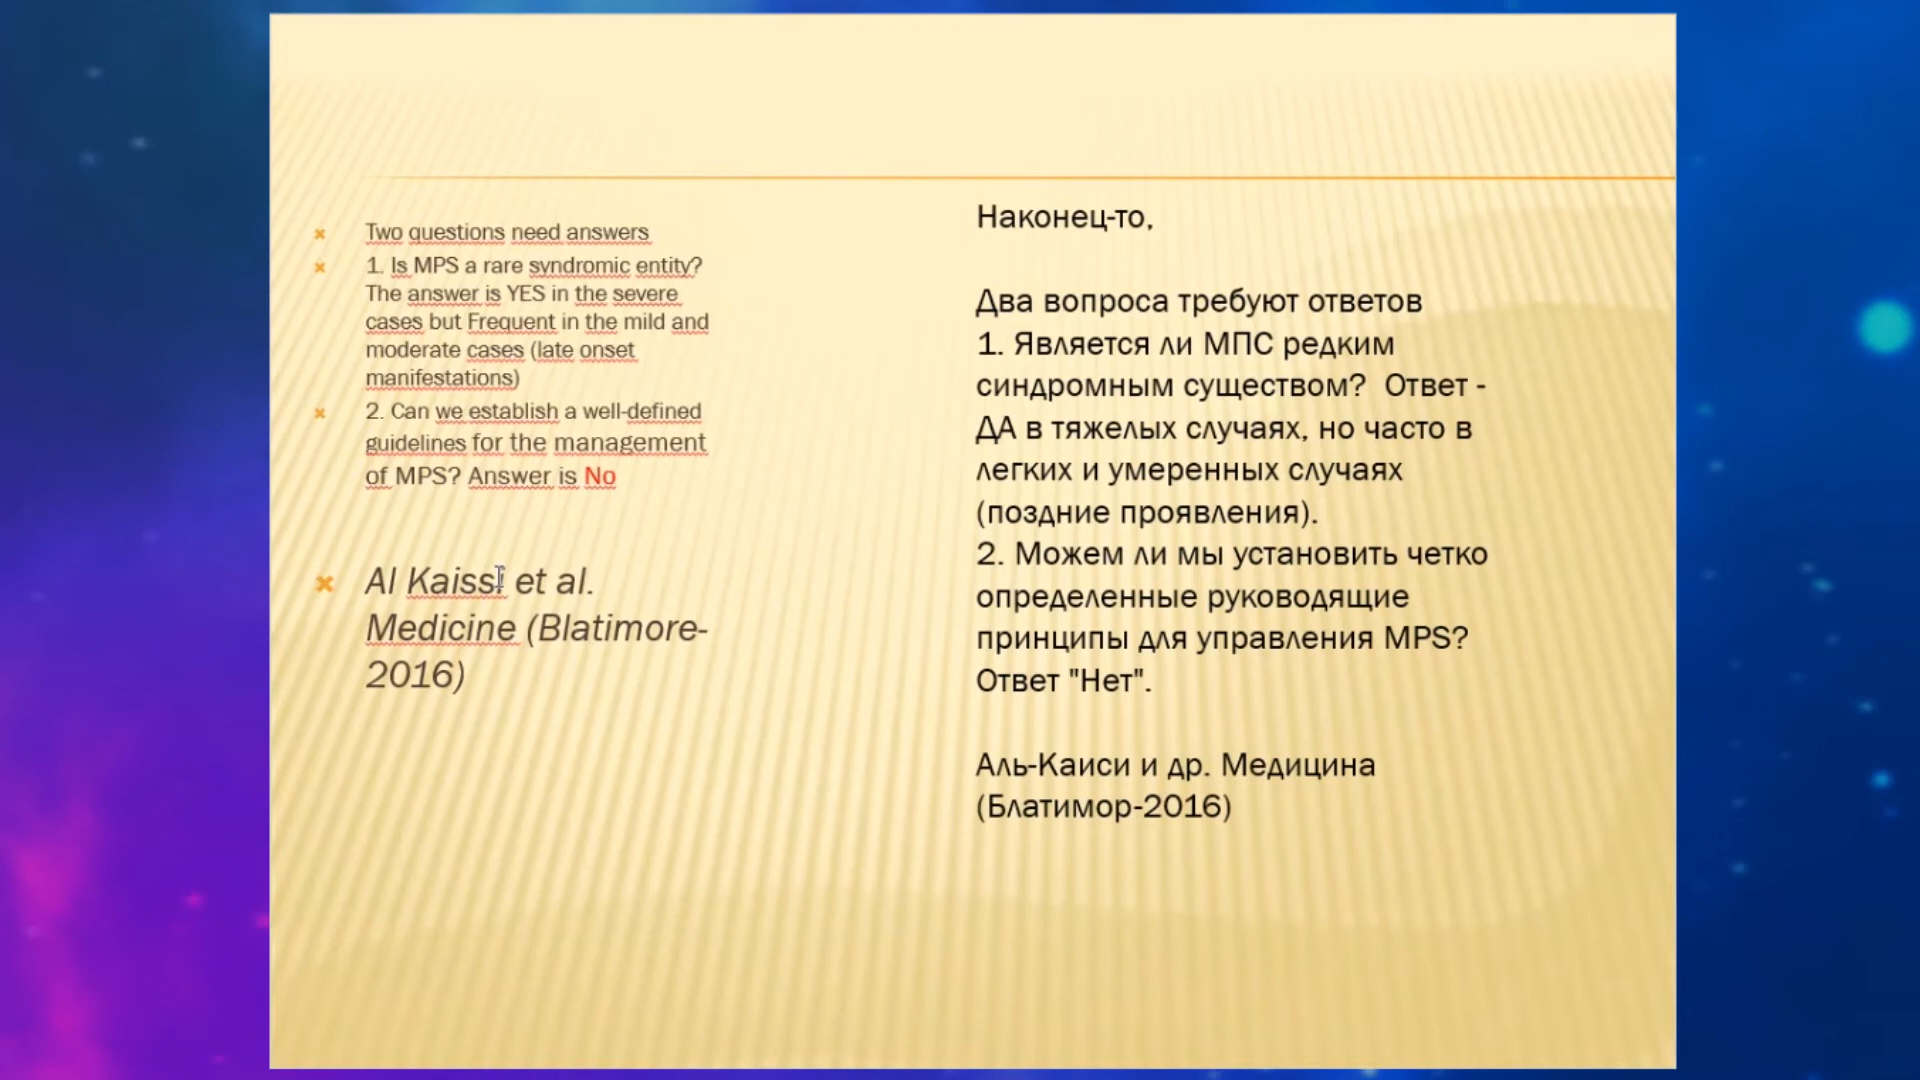 Two questions need answers
1. Is MPS a rare syndromic entity?
The answer is YES in the severe
cases but Frequent in the mild and
moderate cases (late onset
manifestations)
2. Can we establish a well-defined
guidelines for the management
of MPS? Answer is No
Al Kaissi et al.
Medicine (Blatimore-
2016)
Наконец-то,
Два вопроса требуют ответов
1. Является ли МПС редким
синдромным существом? Ответ -
ДА в тяжелых случаях, но часто в
легких и умеренных случаях
(поздние проявления).
2. Можем ли мы установить четко
определенные руководящие
принципы для управления MPS?
Ответ "Нет".
Аль-Каиси и др. Медицина
(Блатимор-2016)